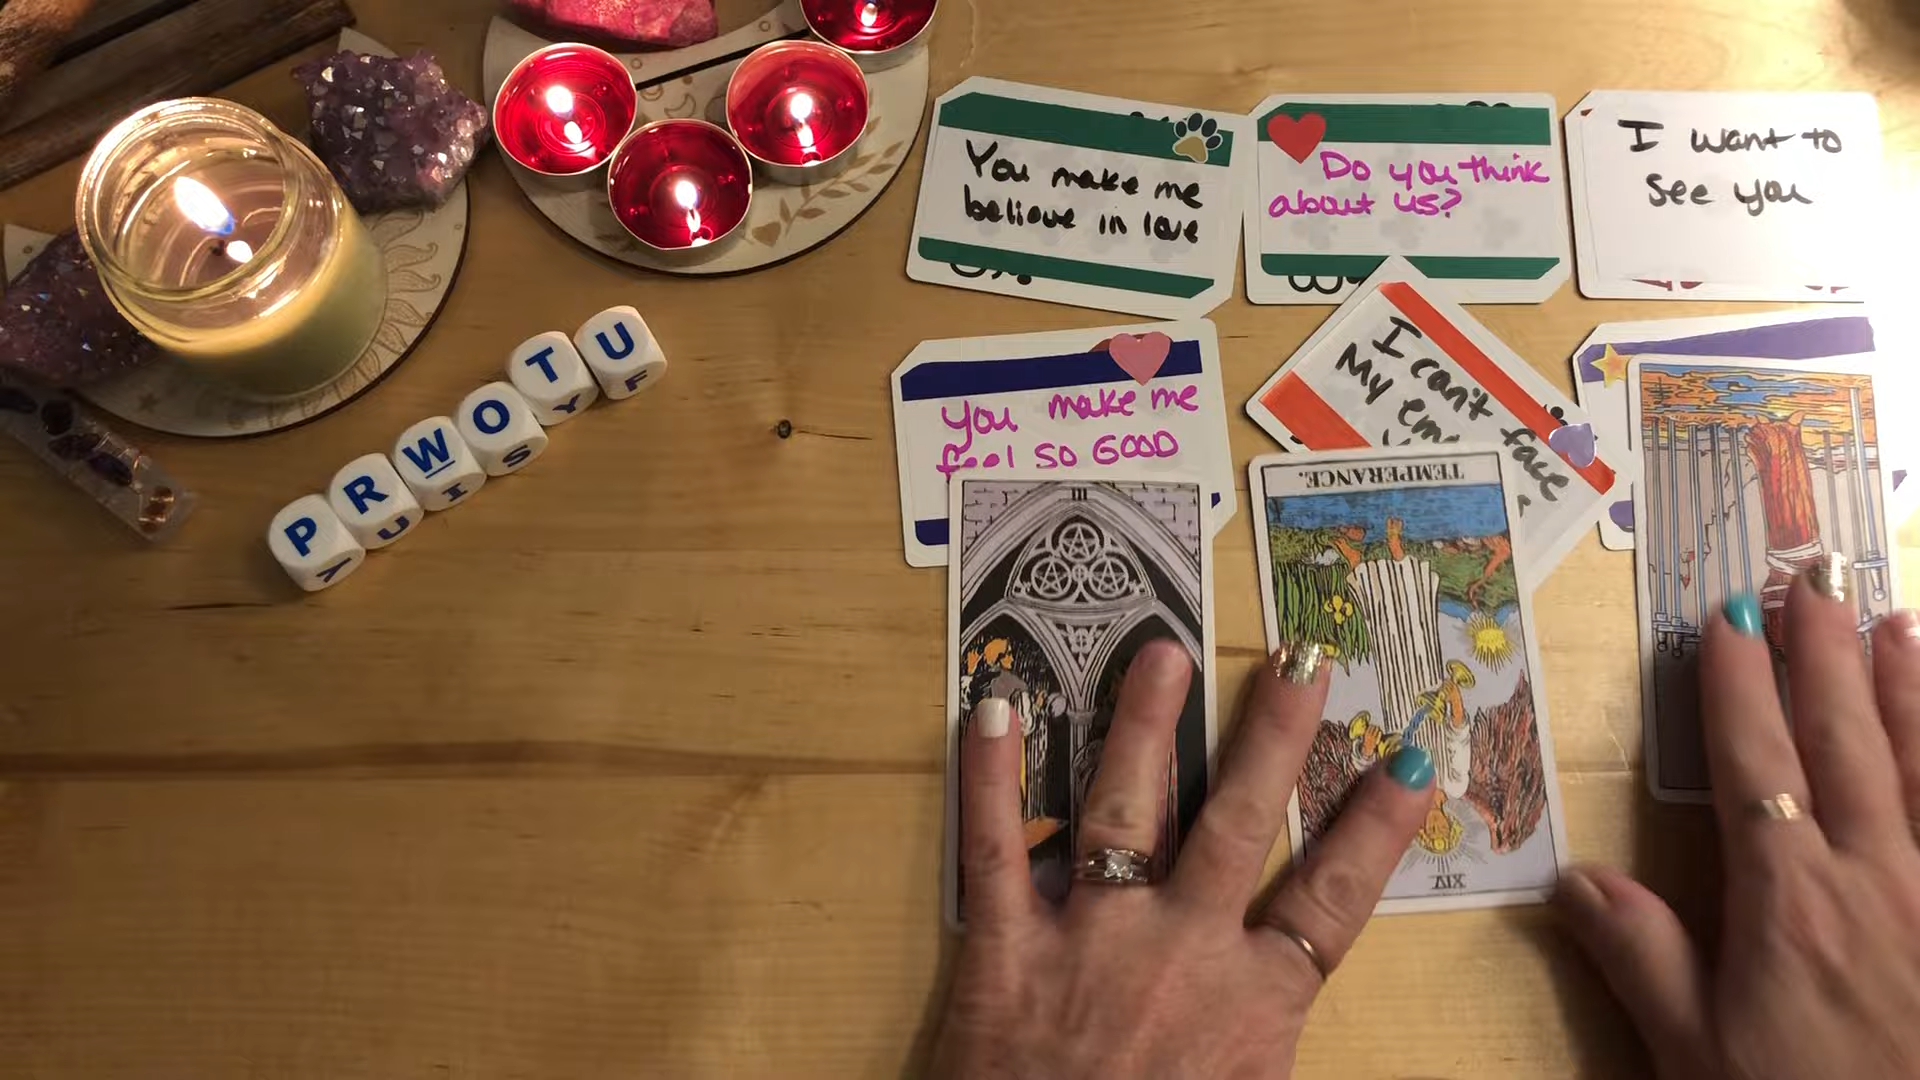 You make me
believe in love
Do you think
about us?
I want to
see you
You make me
feel SO GOOD
I can't face
My
TEMPERANCE.
XIV
III
P R W O T U
Y U I S Y F